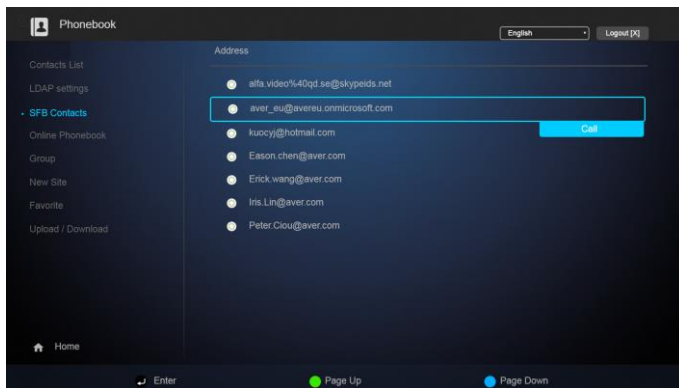 Phonebook
English
Logout [X]
Address
Contacts List
LDAP settings
SFB Contacts
Online Phonebook
Group
New Site
Favorite
Upload / Download
alfa.video%40qd.se@skypeids.net
aver_eu@avereu.onmicrosoft.com
kuocyj@hotmail.com
Call
Eason.chen@aver.com
Erick.wang@aver.com
Iris.Lin@aver.com
Peter.Ciou@aver.com
Home
Enter
Page Up
Page Down